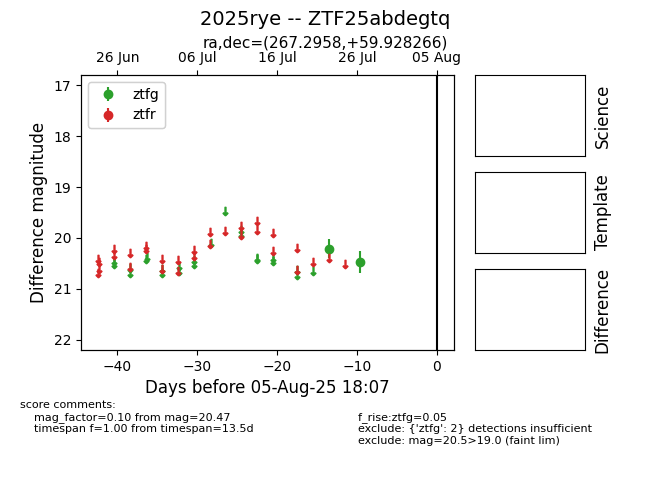 2025rye -- ZTF25abdegtq
ra,dec=(267.2958,+59.928266)
26 Jun 06 Jul 16 Jul 26 Jul 05 Aug
ztfg
ztfr
17
18
19
20
21
22
Difference magnitude
−40 −30 −20 −10 0
Days before 05-Aug-25 18:07
Science
Template
Difference
score comments:
mag_factor=0.10 from mag=20.47
timespan f=1.00 from timespan=13.5d
f_rise:ztfg=0.05
exclude: {'ztfg': 2} detections insufficient
exclude: mag=20.5>19.0 (faint lim)